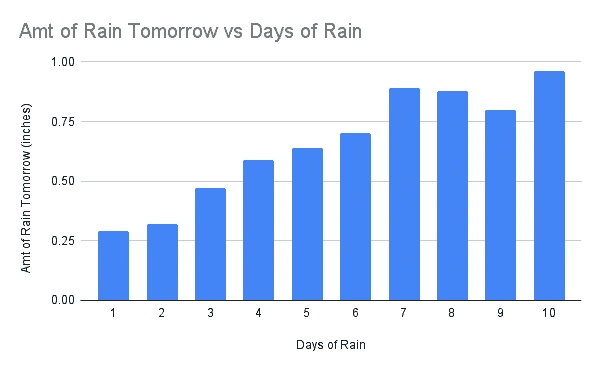 Amt of Rain Tomorrow vs Days of Rain
Amt of Rain Tomorrow (inches)
1.00
0.75
0.50
0.25
0.00
1 2 3 4 5 6 7 8 9 10
Days of Rain